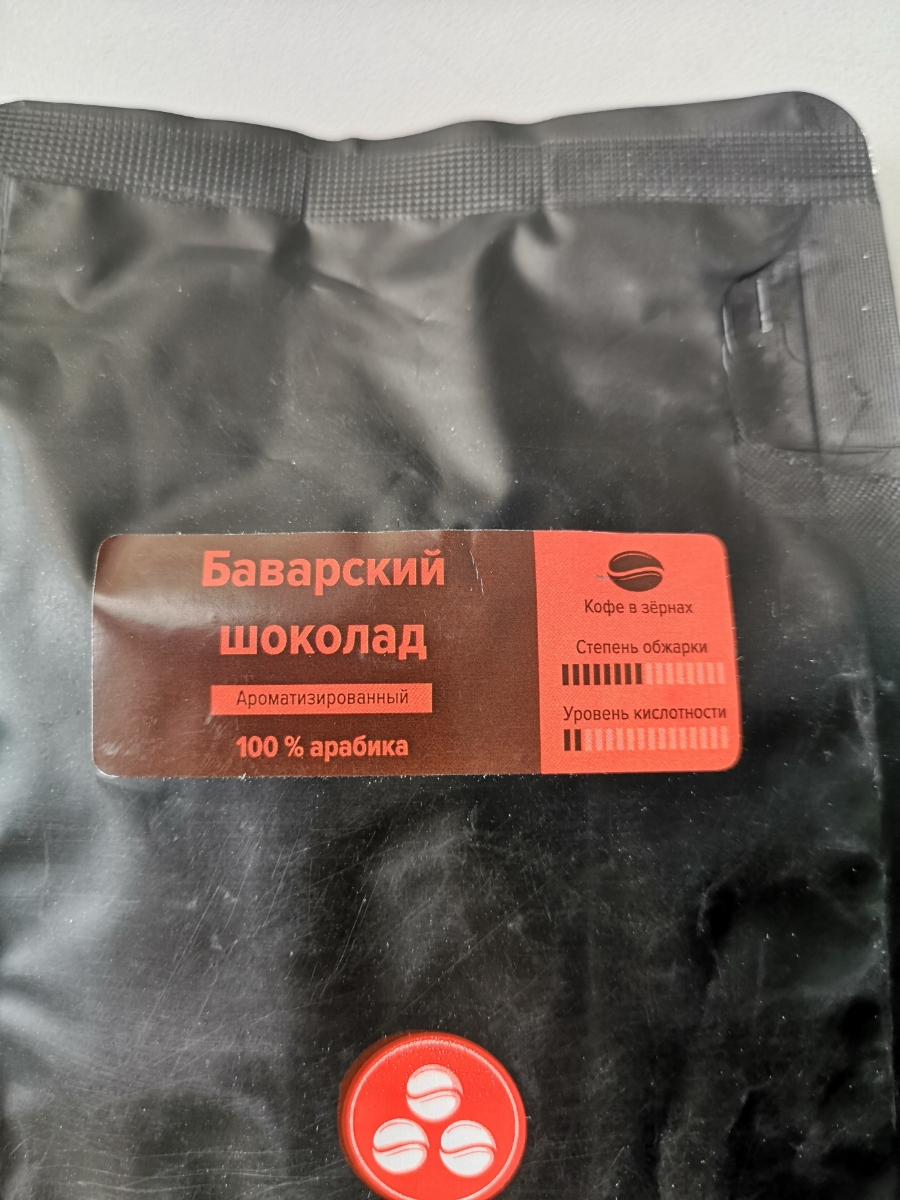 Баварский
шоколад
Ароматизированный
100 % арабика
Кофе в зёрнах
Степень обжарки
Уровень кислотности